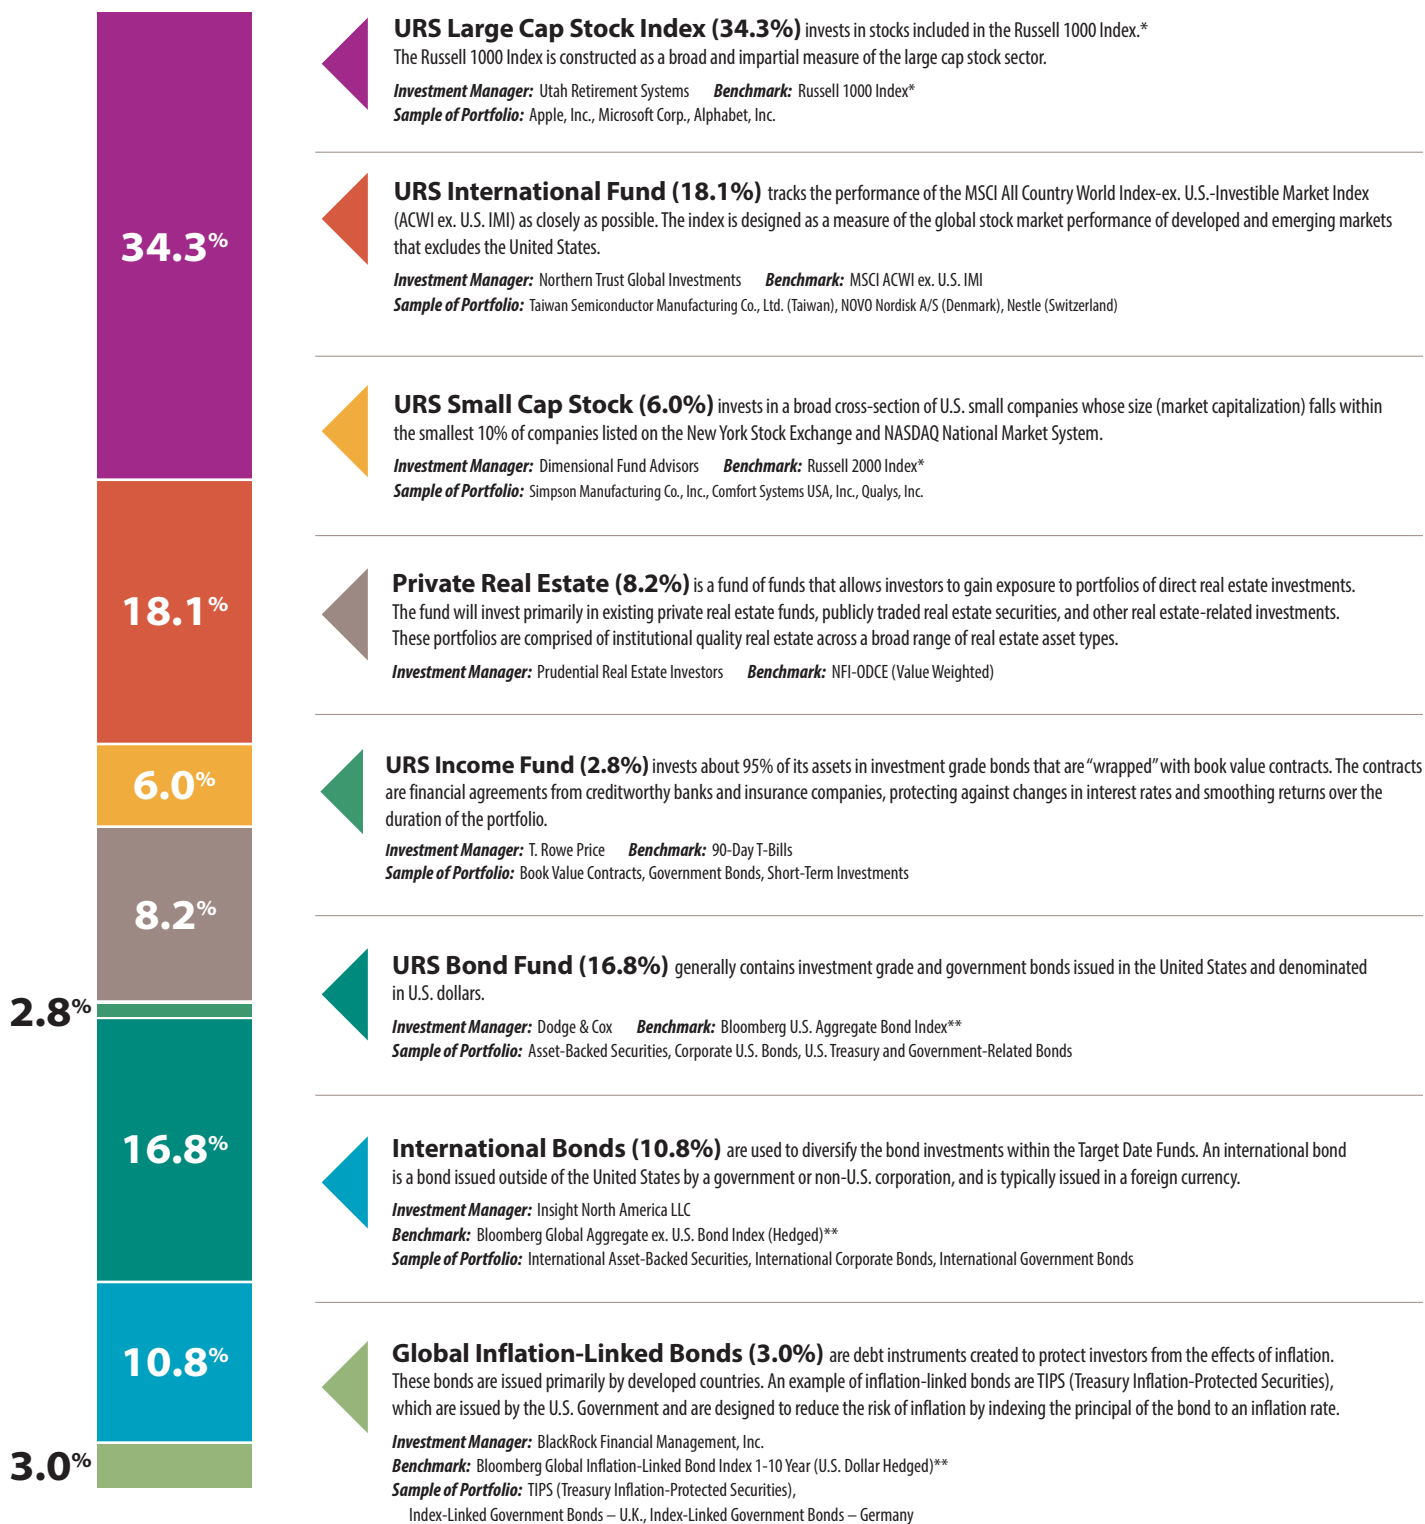 34.3%
18.1%
6.0%
8.2%
2.8%
16.8%
10.8%
3.0%
URS Large Cap Stock Index (34.3%) invests in stocks included in the Russell 1000 Index.*
The Russell 1000 Index is constructed as a broad and impartial measure of the large cap stock sector.
Investment Manager: Utah Retirement Systems Benchmark: Russell 1000 Index*
Sample of Portfolio: Apple, Inc., Microsoft Corp., Alphabet, Inc.
URS International Fund (18.1%) tracks the performance of the MSCI All Country World Index-ex. U.S.-Investible Market Index
(ACWI ex. U.S. IMI) as closely as possible. The index is designed as a measure of the global stock market performance of developed and emerging markets
that excludes the United States.
Investment Manager: Northern Trust Global Investments Benchmark: MSCI ACWI ex. U.S. IMI
Sample of Portfolio: Taiwan Semiconductor Manufacturing Co., Ltd. (Taiwan), NOVO Nordisk A/S (Denmark), Nestle (Switzerland)
URS Small Cap Stock (6.0%) invests in a broad cross-section of U.S. small companies whose size (market capitalization) falls within
the smallest 10% of companies listed on the New York Stock Exchange and NASDAQ National Market System.
Investment Manager: Dimensional Fund Advisors Benchmark: Russell 2000 Index*
Sample of Portfolio: Simpson Manufacturing Co., Inc., Comfort Systems USA, Inc., Qualys, Inc.
Private Real Estate (8.2%) is a fund of funds that allows investors to gain exposure to portfolios of direct real estate investments.
The fund will invest primarily in existing private real estate funds, publicly traded real estate securities, and other real estate-related investments.
These portfolios are comprised of institutional quality real estate across a broad range of real estate asset types.
Investment Manager: Prudential Real Estate Investors Benchmark: NFI-ODCE (Value Weighted)
URS Income Fund (2.8%) invests about 95% of its assets in investment grade bonds that are “wrapped” with book value contracts. The contracts
are financial agreements from creditworthy banks and insurance companies, protecting against changes in interest rates and smoothing returns over the
duration of the portfolio.
Investment Manager: T. Rowe Price Benchmark: 90-Day T-Bills
Sample of Portfolio: Book Value Contracts, Government Bonds, Short-Term Investments
URS Bond Fund (16.8%) generally contains investment grade and government bonds issued in the United States and denominated
in U.S. dollars.
Investment Manager: Dodge & Cox Benchmark: Bloomberg U.S. Aggregate Bond Index**
Sample of Portfolio: Asset-Backed Securities, Corporate U.S. Bonds, U.S. Treasury and Government-Related Bonds
International Bonds (10.8%) are used to diversify the bond investments within the Target Date Funds. An international bond
is a bond issued outside of the United States by a government or non-U.S. corporation, and is typically issued in a foreign currency.
Investment Manager: Insight North America LLC
Benchmark: Bloomberg Global Aggregate ex. U.S. Bond Index (Hedged)**
Sample of Portfolio: International Asset-Backed Securities, International Corporate Bonds, International Government Bonds
Global Inflation-Linked Bonds (3.0%) are debt instruments created to protect investors from the effects of inflation.
These bonds are issued primarily by developed countries. An example of inflation-linked bonds are TIPS (Treasury Inflation-Protected Securities),
which are issued by the U.S. Government and are designed to reduce the risk of inflation by indexing the principal of the bond to an inflation rate.
Investment Manager: BlackRock Financial Management, Inc.
Benchmark: Bloomberg Global Inflation-Linked Bond Index 1-10 Year (U.S. Dollar Hedged)**
Sample of Portfolio: TIPS (Treasury Inflation-Protected Securities),
Index-Linked Government Bonds – U.K., Index-Linked Government Bonds – Germany